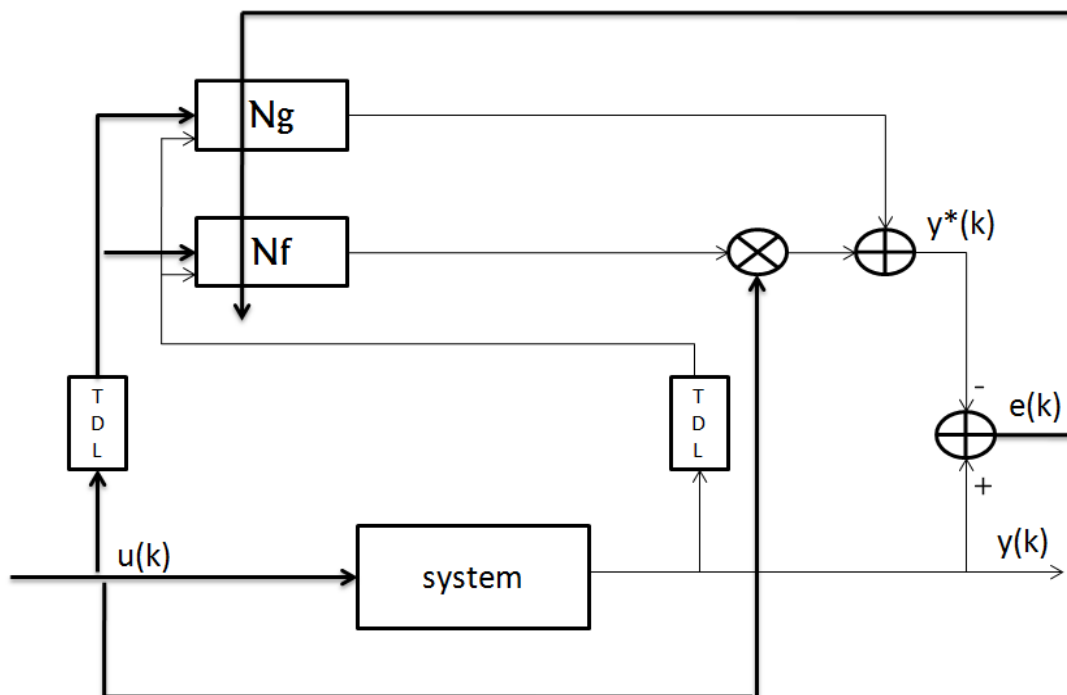 Ng
Nf
y*(k)
T
D
L
T
D
L
-
e(k)
+
u(k)
y(k)
system